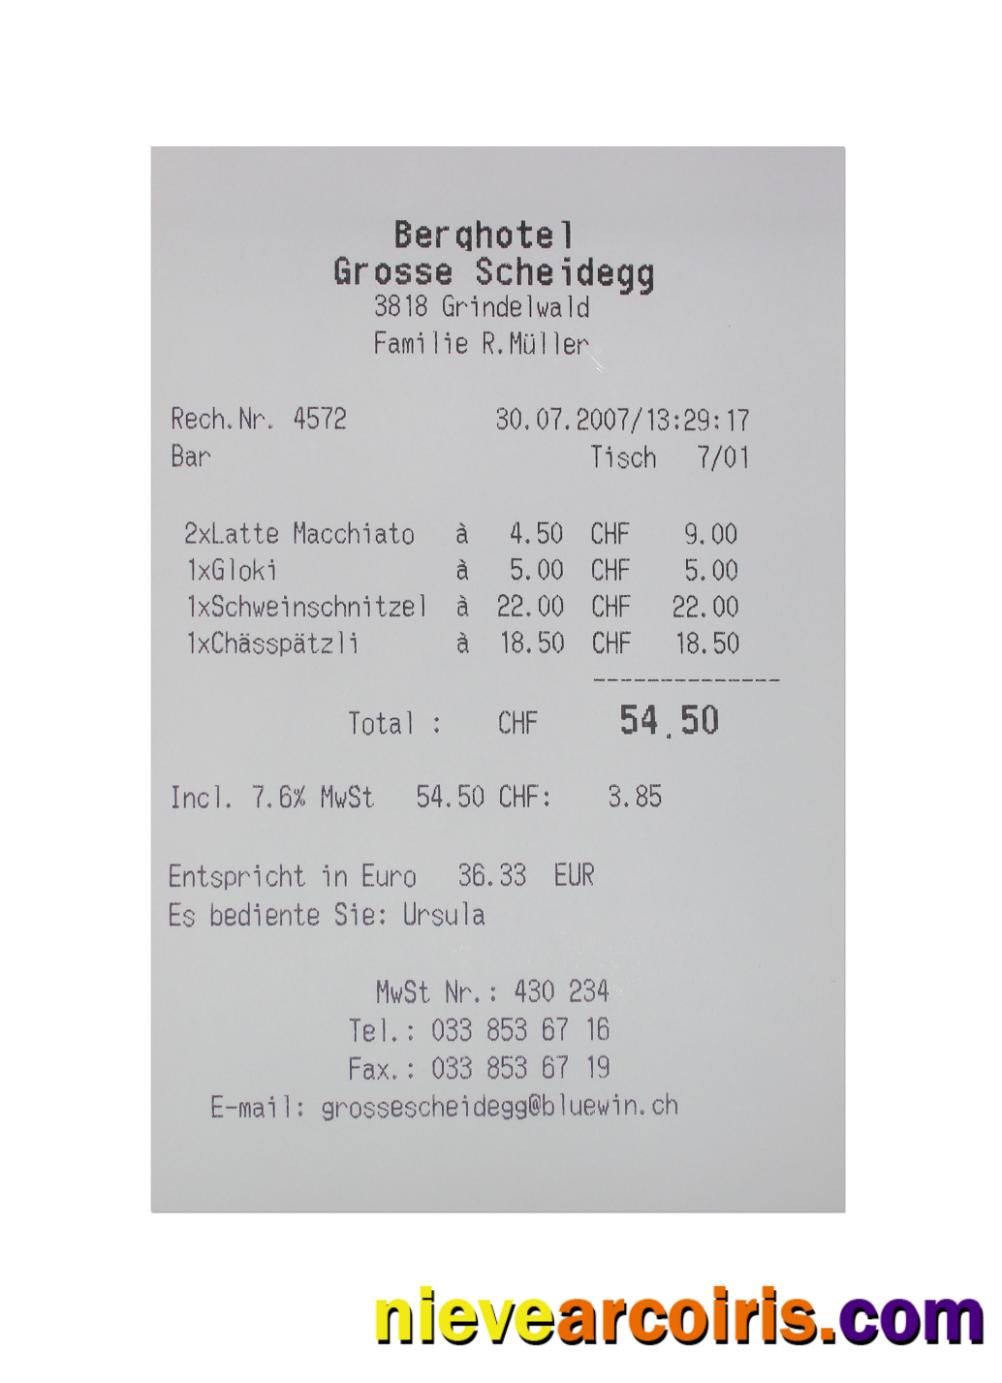 Berghotel
Grosse Scheidegg
3818 Grindelwald
Familie R.Müller
Rech.Nr. 4572 30.07.2007/13:29:17
Bar Tisch 7/01
2xLatte Macchiato à 4.50 CHF 9.00
1xGloki à 5.00 CHF 5.00
1xSchweinschnitzel à 22.00 CHF 22.00
1xChässpätzli à 18.50 CHF 18.50
--------------
Total : CHF 54.50
Incl. 7.6% MwSt 54.50 CHF: 3.85
Entspricht in Euro 36.33 EUR
Es bediente Sie: Ursula
MwSt Nr.: 430 234
Tel.: 033 853 67 16
Fax.: 033 853 67 19
E-mail: grossescheidegg@bluewin.ch
nievearcoiris.com